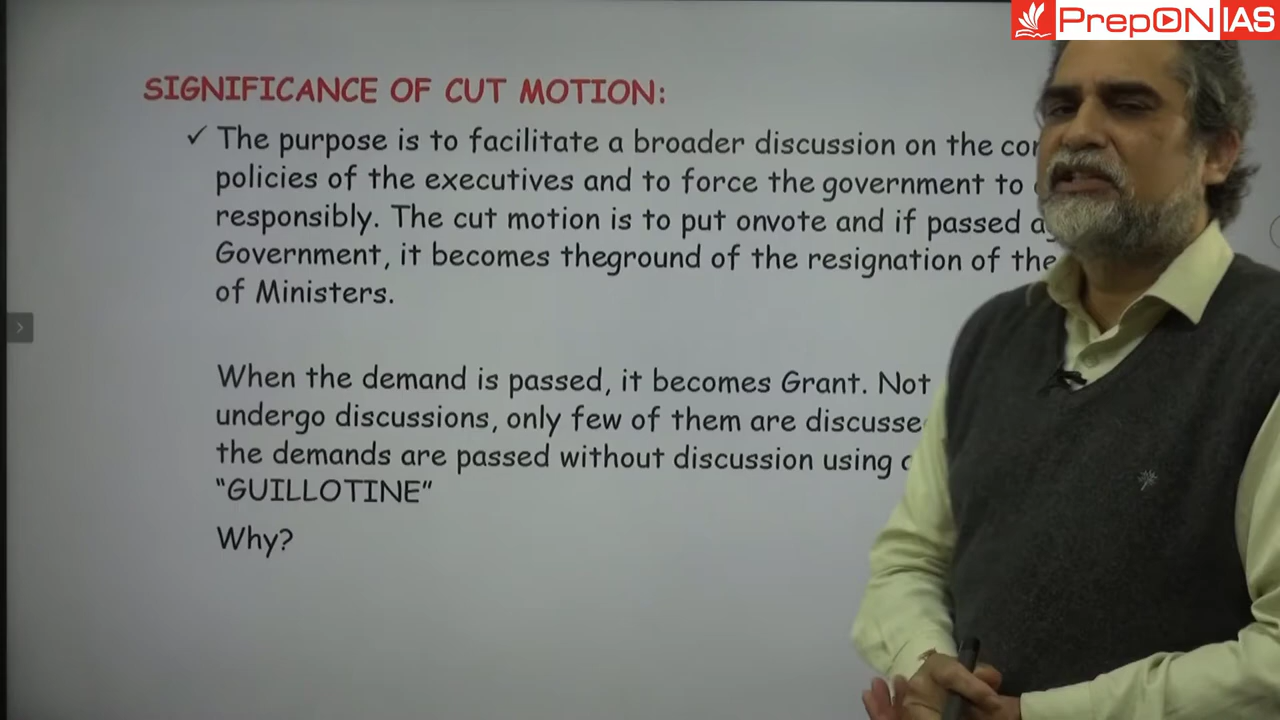 PrepON IAS
SIGNIFICANCE OF CUT MOTION:
✓ The purpose is to facilitate a broader discussion on the
policies of the executives and to force the government to
responsibly. The cut motion is to put onvote and if passed
Government, it becomes theground of the resignation of the
of Ministers.
When the demand is passed, it becomes Grant. Not
undergo discussions, only few of them are
the demands are passed without discussion using
“GUILLOTINE”
Why?